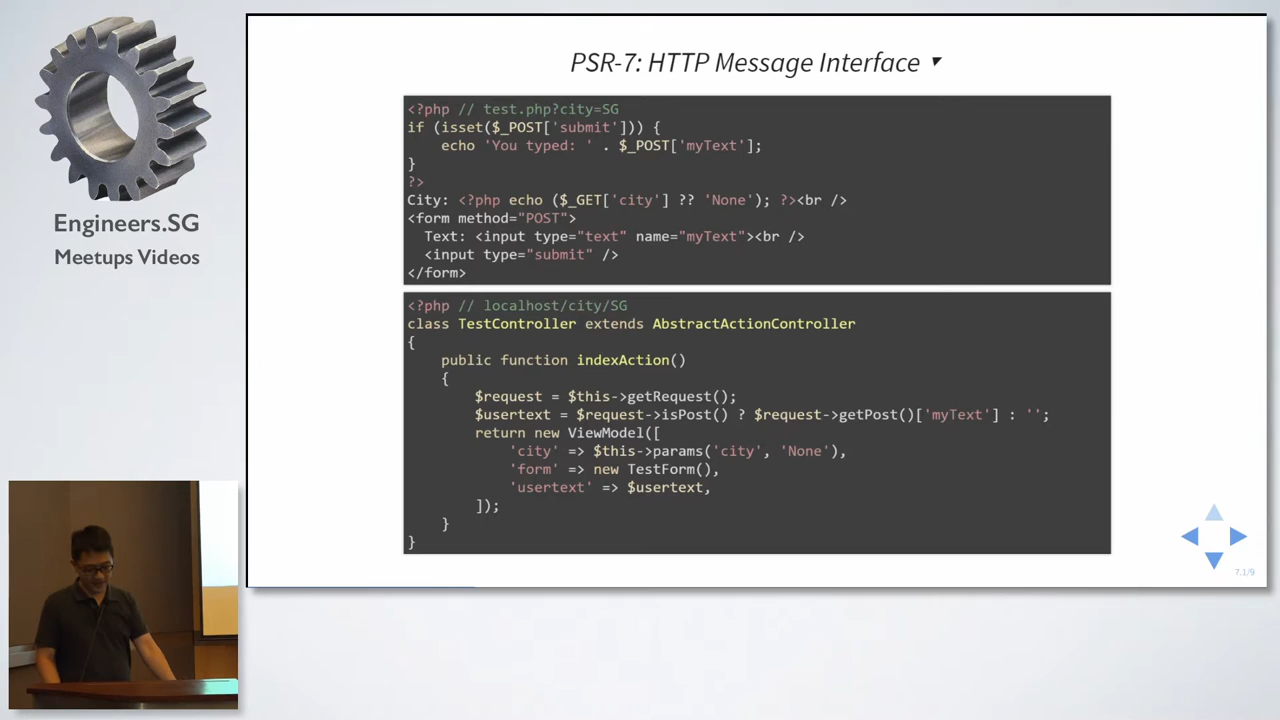 Engineers.SG
Meetups Videos
PSR-7: HTTP Message Interface
<?php // test.php?city=SG
if (isset($_POST['submit'])) {
    echo 'You typed: ' . $_POST['myText'];
}
?>
City: <?php echo ($_GET['city'] ?? 'None'); ?><br />
<form method="POST">
  Text: <input type="text" name="myText"><br />
  <input type="submit" />
</form>
<?php // localhost/city/SG
class TestController extends AbstractActionController
{
    public function indexAction()
    {
        $request = $this->getRequest();
        $usertext = $request->isPost() ? $request->getPost()['myText'] : '';
        return new ViewModel([
            'city' => $this->params('city', 'None'),
            'form' => new TestForm(),
            'usertext' => $usertext,
        ]);
    }
}
7.1/9